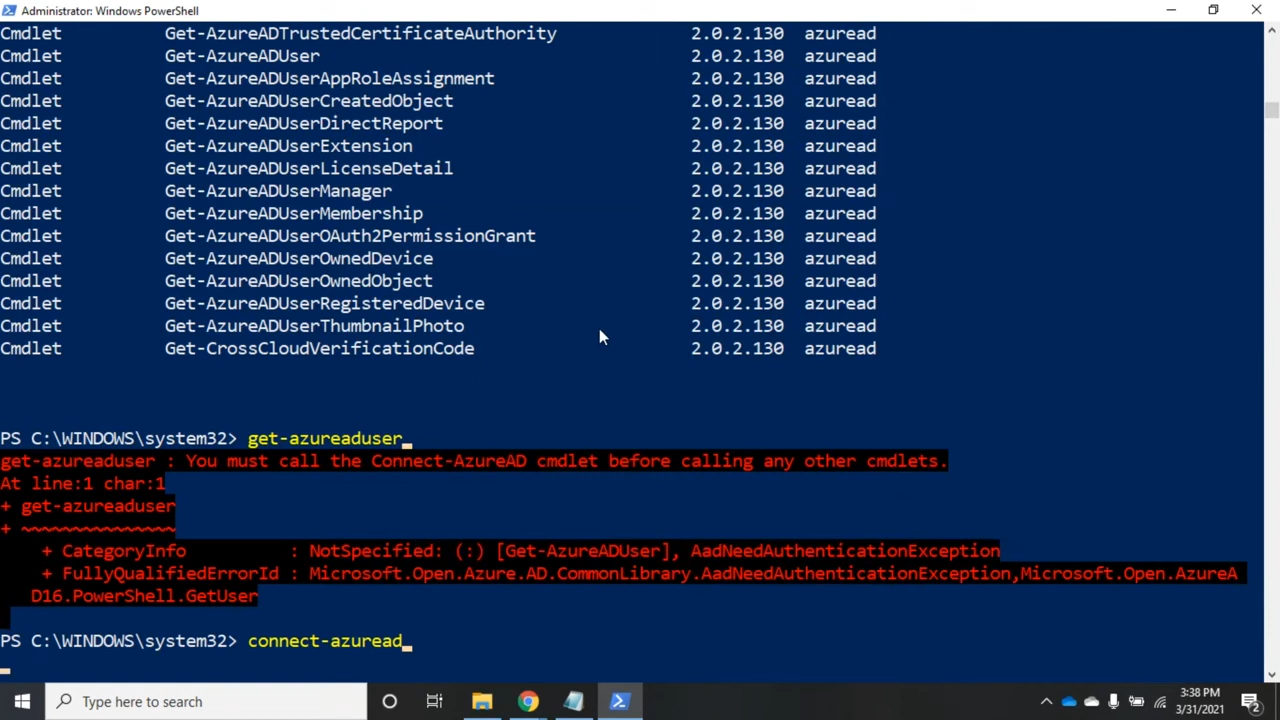 Administrator: Windows PowerShell
Cmdlet Get-AzureADTrustedCertificateAuthority 2.0.2.130 azuread
Cmdlet Get-AzureADUser 2.0.2.130 azuread
Cmdlet Get-AzureADUserAppRoleAssignment 2.0.2.130 azuread
Cmdlet Get-AzureADUserCreatedObject 2.0.2.130 azuread
Cmdlet Get-AzureADUserDirectReport 2.0.2.130 azuread
Cmdlet Get-AzureADUserExtension 2.0.2.130 azuread
Cmdlet Get-AzureADUserLicenseDetail 2.0.2.130 azuread
Cmdlet Get-AzureADUserManager 2.0.2.130 azuread
Cmdlet Get-AzureADUserMembership 2.0.2.130 azuread
Cmdlet Get-AzureADUserOAuth2PermissionGrant 2.0.2.130 azuread
Cmdlet Get-AzureADUserOwnedDevice 2.0.2.130 azuread
Cmdlet Get-AzureADUserOwnedObject 2.0.2.130 azuread
Cmdlet Get-AzureADUserRegisteredDevice 2.0.2.130 azuread
Cmdlet Get-AzureADUserThumbnailPhoto 2.0.2.130 azuread
Cmdlet Get-CrossCloudVerificationCode 2.0.2.130 azuread
PS C:\WINDOWS\system32> get-azureaduser
get-azureaduser : You must call the Connect-AzureAD cmdlet before calling any other cmdlets.
At line:1 char:1
+ get-azureaduser
+ ~~~~~~~~~~~~~~~
+ CategoryInfo : NotSpecified: (:) [Get-AzureADUser], AadNeedAuthenticationException
+ FullyQualifiedErrorId : Microsoft.Open.Azure.AD.CommonLibrary.AadNeedAuthenticationException,Microsoft.Open.AzureA
D16.PowerShell.GetUser
PS C:\WINDOWS\system32> connect-azuread
Type here to search
3:38 PM
3/31/2021
2